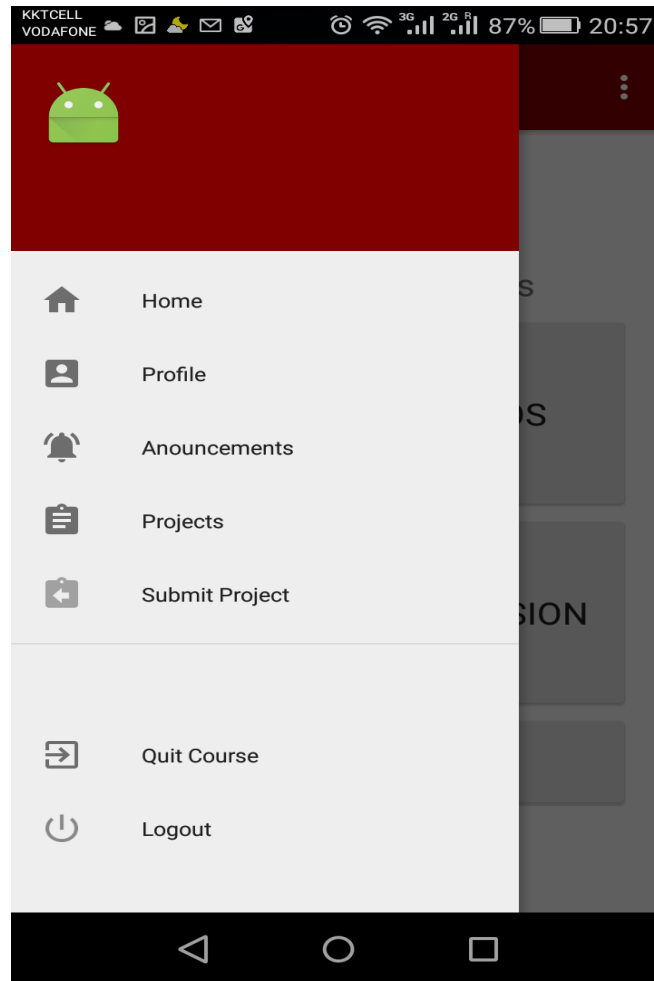 KKTCELL
VODAFONE 3G 2G R 87% 20:57
S
Home
Profile
OS
Anouncements
Projects
Submit Project
SION
Quit Course
Logout